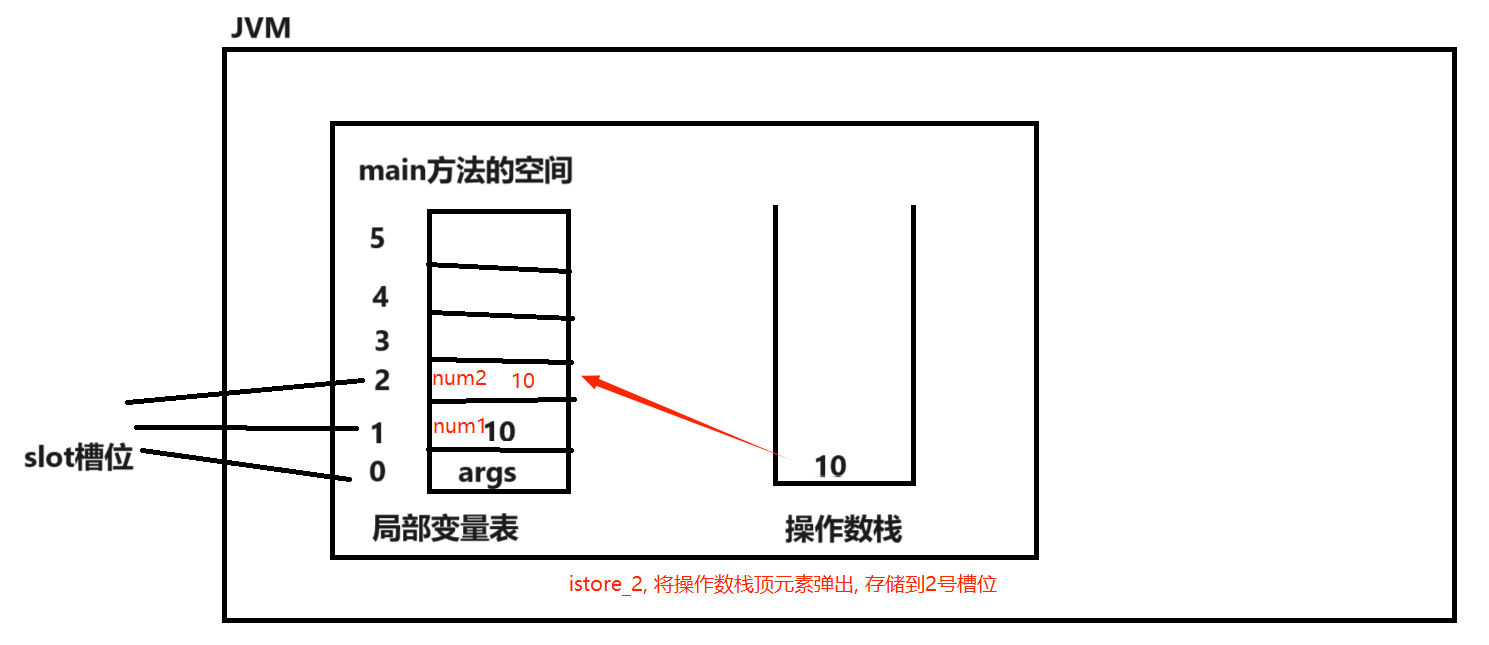 JVM
main方法的空间
5
4
3
2 num2 10
1 num1 10
0 args
slot槽位
10
局部变量表
操作数栈
istore_2, 将操作数栈顶元素弹出, 存储到2号槽位